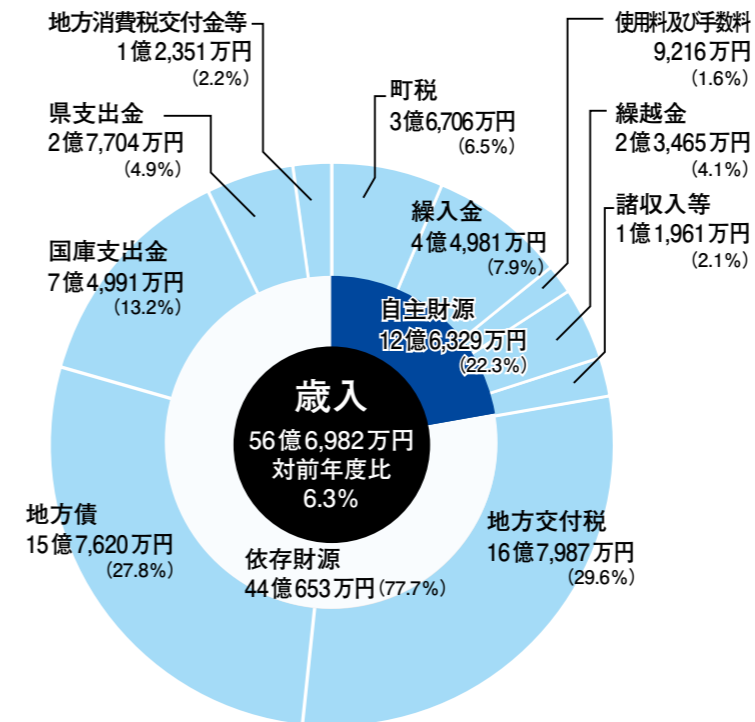 地方消費税交付金等
1億2,351万円
(2.2%)
使用料及び手数料
9,216万円
(1.6%)
県支出金
2億7,704万円
(4.9%)
町税
3億6,706万円
(6.5%)
繰越金
2億3,465万円
(4.1%)
諸収入等
1億1,961万円
(2.1%)
繰入金
4億4,981万円
(7.9%)
国庫支出金
7億4,991万円
(13.2%)
自主財源
12億6,329万円
(22.3%)
歳入
56億6,982万円
対前年度比
6.3%
地方債
15億7,620万円
(27.8%)
地方交付税
16億7,987万円
(29.6%)
依存財源
44億653万円(77.7%)